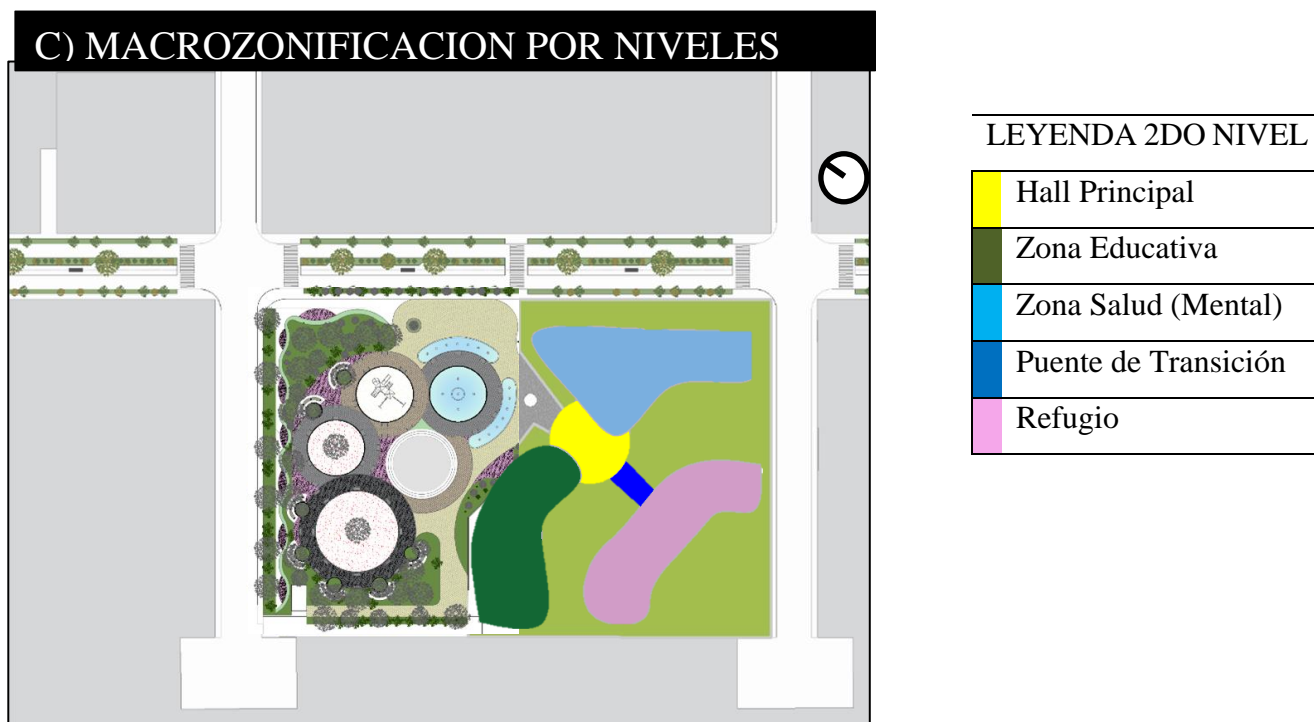 C) MACROZONIFICACION POR NIVELES
LEYENDA 2DO NIVEL
Hall Principal
Zona Educativa
Zona Salud (Mental)
Puente de Transición
Refugio